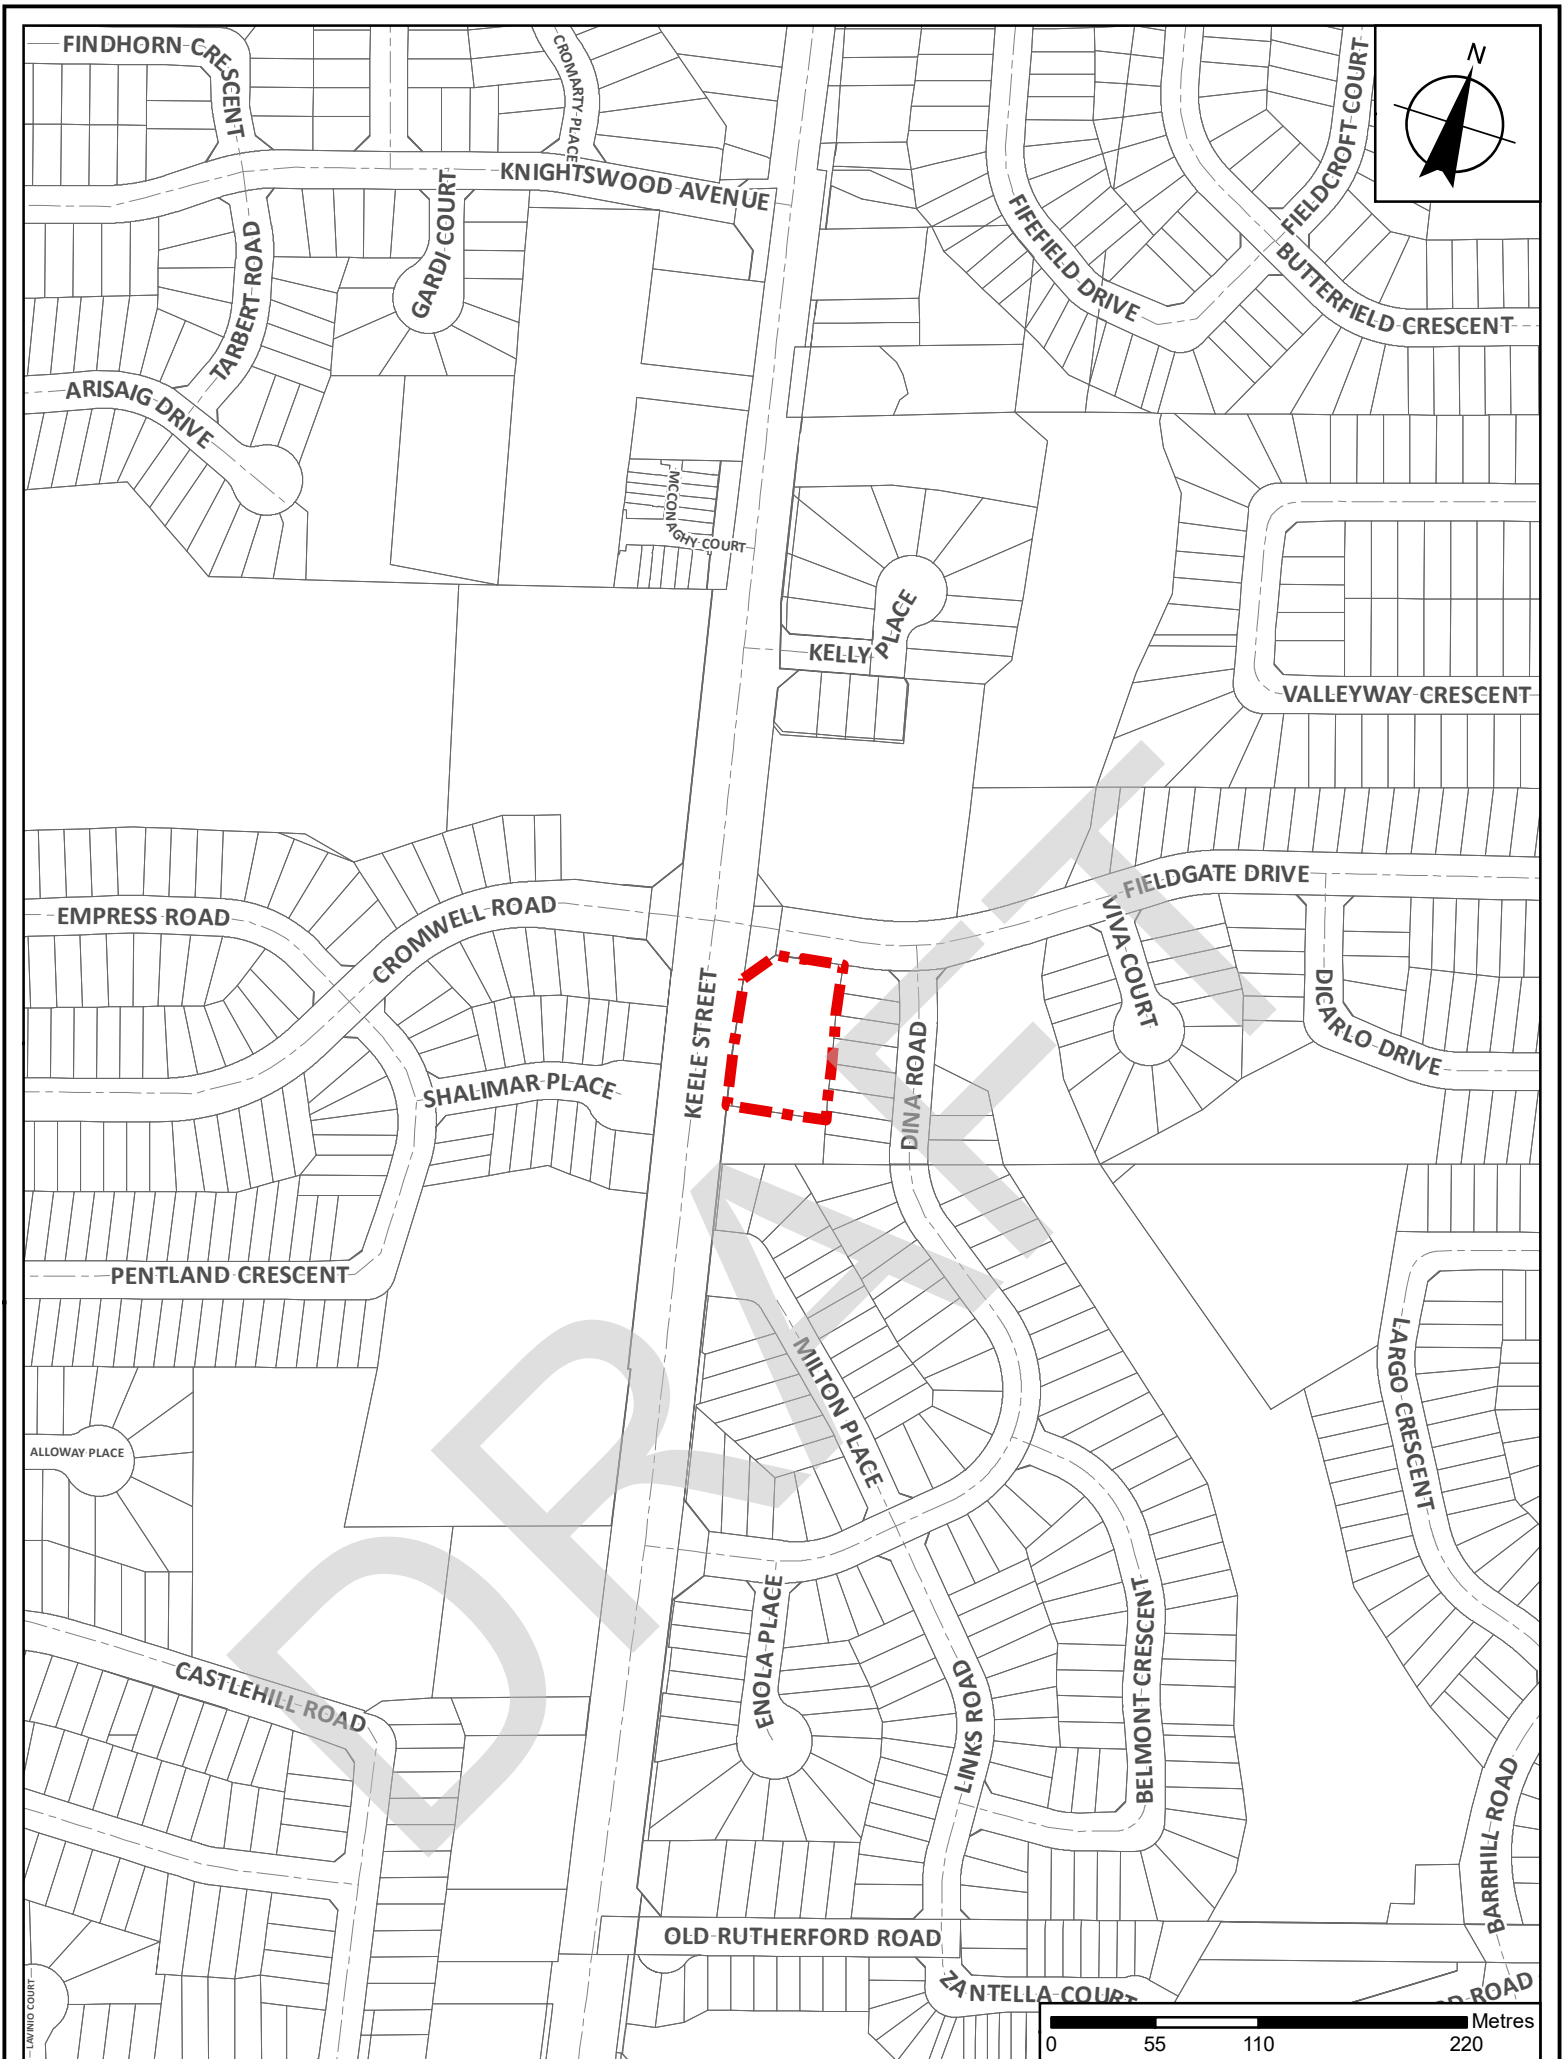 FINDHORN CRESCENT
CROMARTY PLACE
FIELDCROFT COURT
N
KNIGHTSWOOD AVENUE
GARDI COURT
TARBERT ROAD
FIFEFIELD DRIVE
BUTTERFIELD CRESCENT
ARISAIG DRIVE
MCCONAGHY COURT
KELLY PLACE
VALLEYWAY CRESCENT
FIELDGATE DRIVE
EMPRESS ROAD
CROMWELL ROAD
VIVA COURT
KEELE STREET
DICARLO DRIVE
DINA ROAD
SHALIMAR PLACE
PENTLAND CRESCENT
DRAFT
MILTON PLACE
LARGO CRESCENT
ALLOWAY PLACE
ENOLA PLACE
BELMONT CRESCENT
LINKS ROAD
CASTLEHILL ROAD
BARRHILL ROAD
OLD RUTHERFORD ROAD
LAVINIO COURT
ZANTELLA COURT
ROAD
Metres
0 55 110 220